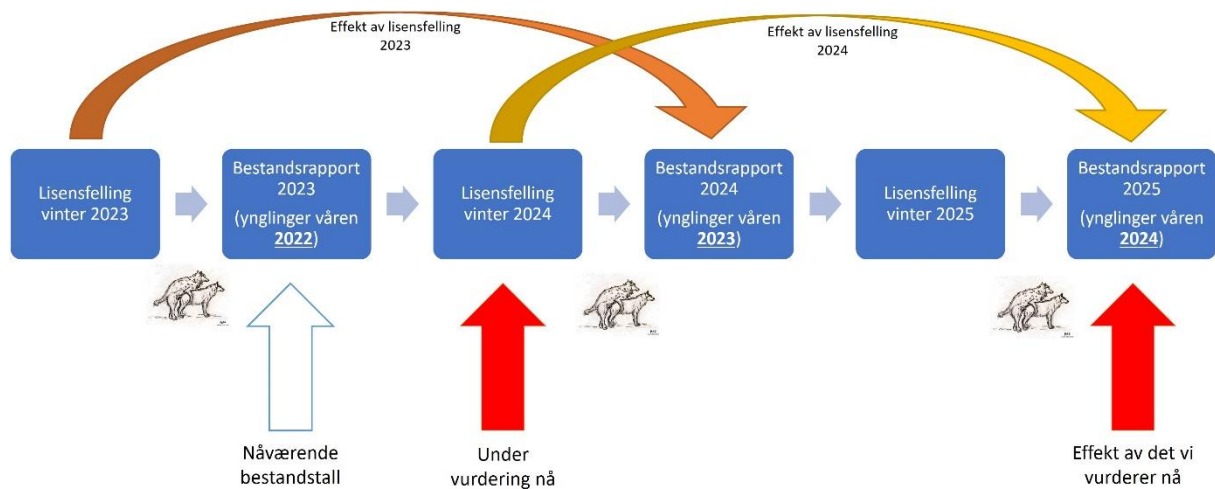 Effekt av lisensfelling
2023
Effekt av lisensfelling
2024
Lisensfelling
vinter 2023
Bestandsrapport
2023
(ynglinger våren
2022)
Lisensfelling
vinter 2024
Bestandsrapport
2024
(ynglinger våren
2023)
Lisensfelling
vinter 2025
Bestandsrapport
2025
(ynglinger våren
2024)
Nåværende
bestandstall
Under
vurdering nå
Effekt av det vi
vurderer nå